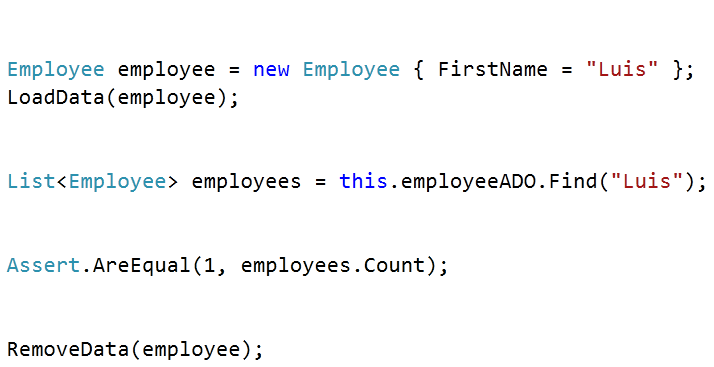 Employee employee = new Employee { FirstName = "Luis" };
LoadData(employee);
List<Employee> employees = this.employeeADO.Find("Luis");
Assert.AreEqual(1, employees.Count);
RemoveData(employee);